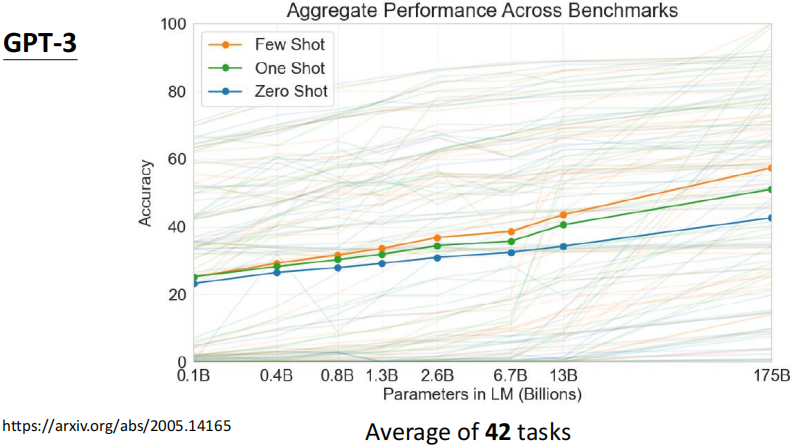 Aggregate Performance Across Benchmarks
GPT-3
Few Shot
One Shot
Zero Shot
Accuracy
100
80
60
40
20
0
0.1B 0.4B 0.8B 1.3B 2.6B 6.7B 13B 175B
Parameters in LM (Billions)
https://arxiv.org/abs/2005.14165
Average of 42 tasks